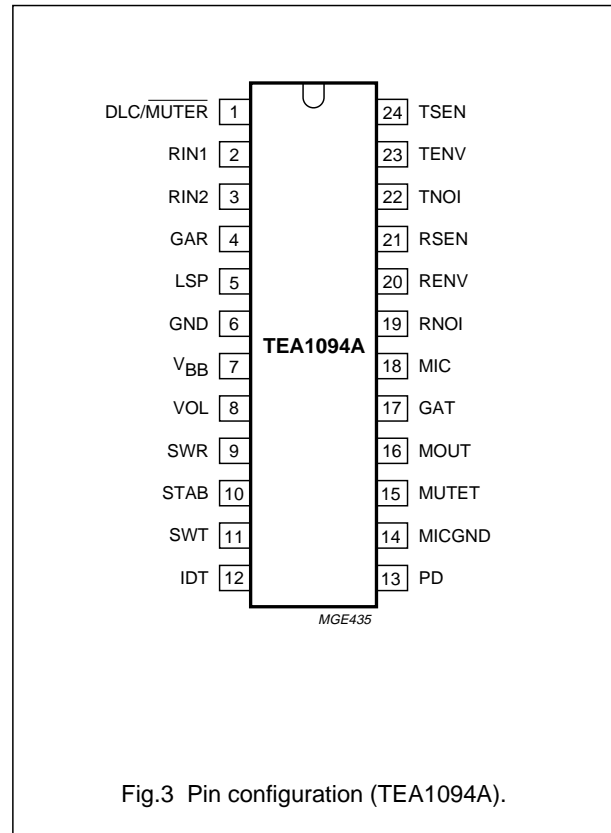 DLC/MUTER 1 24 TSEN
RIN1 2 23 TENV
RIN2 3 22 TNOI
GAR 4 21 RSEN
LSP 5 20 RENV
GND 6 19 RNOI
TEA1094A
VBB 7 18 MIC
VOL 8 17 GAT
SWR 9 16 MOUT
STAB 10 15 MUTET
SWT 11 14 MICGND
IDT 12 13 PD
MGE435
Fig.3 Pin configuration (TEA1094A).